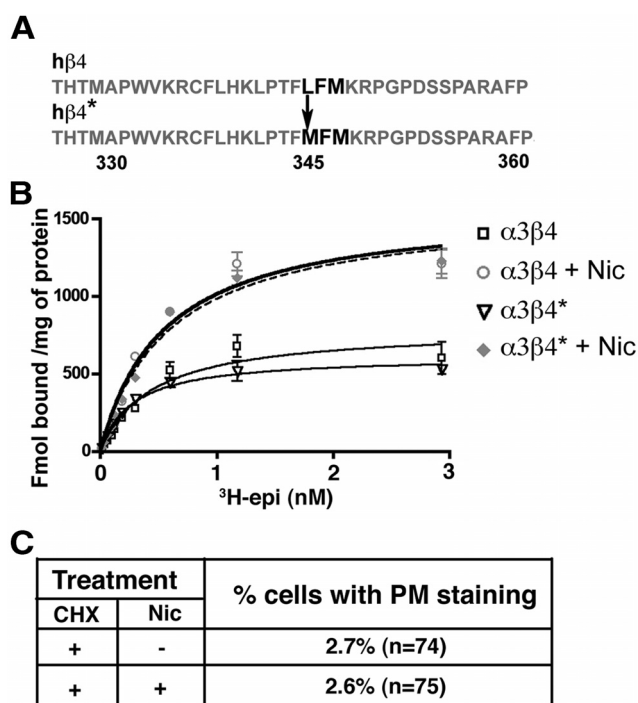 A
hβ4
THTMAPWVKRCFLHKLPTFLFMKRPGPDSSPARAFP
hβ4*
THTMAPWVKRCFLHKLPTFMFMKRPGPDSSPARAFP
330 345 360
B
Fmol bound /mg of protein
1500
1000
500
0
0 1 2 3
³H-epi (nM)
α3β4
α3β4 + Nic
α3β4*
α3β4* + Nic
C
Treatment
% cells with PM staining
CHX Nic
+ - 2.7% (n=74)
+ + 2.6% (n=75)